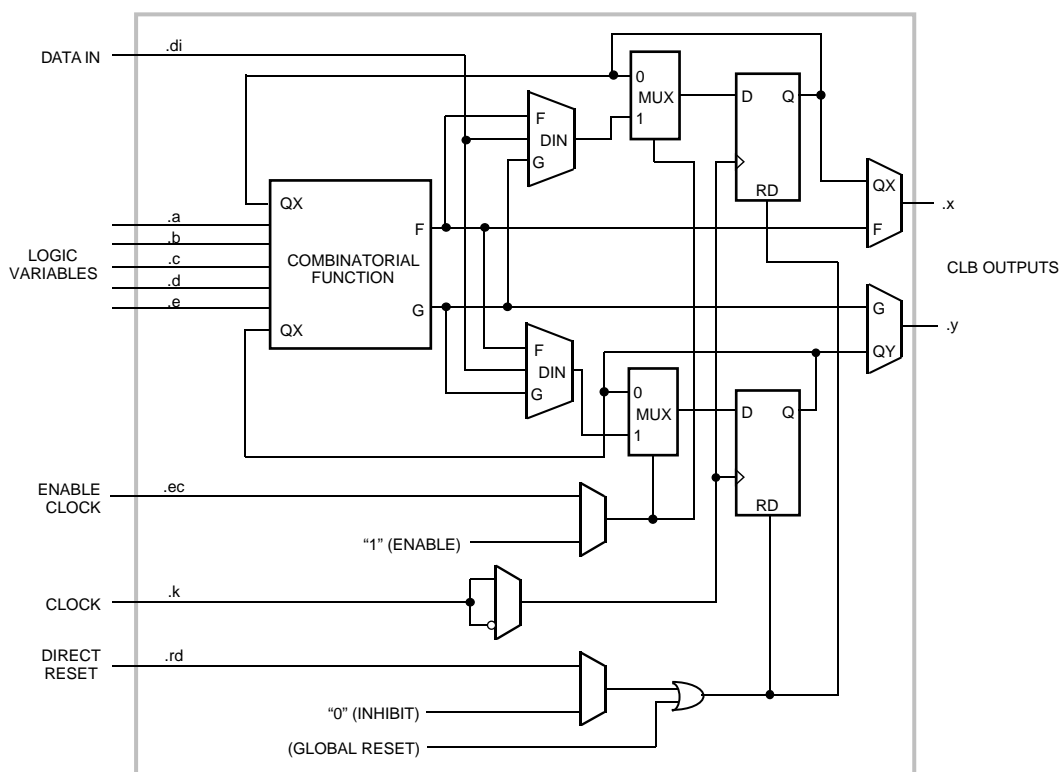 DATA IN
.di
0
MUX
1
D
Q
RD
F
DIN
G
QX
F
.x
QX
.a
.b
.c
.d
.e
LOGIC
VARIABLES
COMBINATORIAL
FUNCTION
F
G
QX
CLB OUTPUTS
G
QY
.y
F
DIN
G
0
MUX
1
D
Q
RD
ENABLE
CLOCK
.ec
“1” (ENABLE)
CLOCK
.k
DIRECT
RESET
.rd
“0” (INHIBIT)
(GLOBAL RESET)